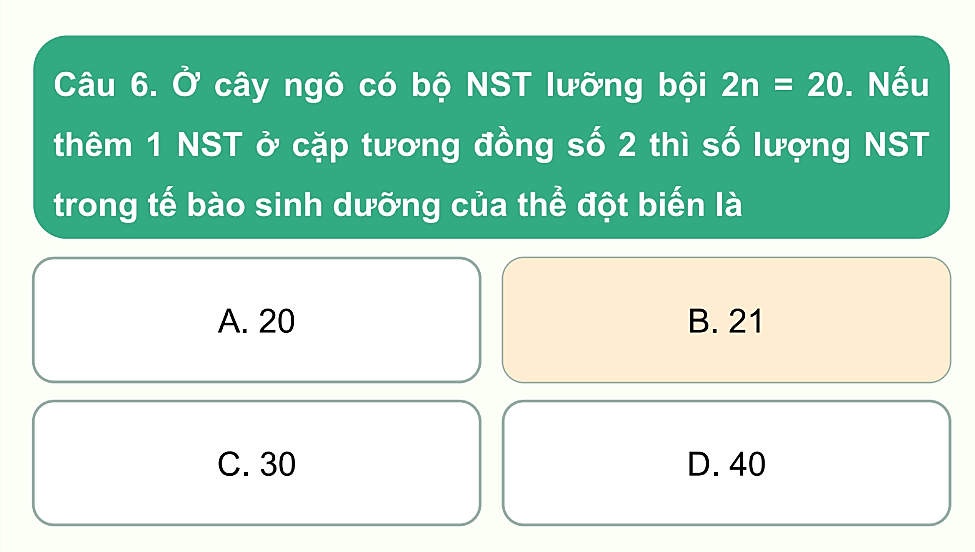 Câu 6. Ở cây ngô có bộ NST lưỡng bội 2n = 20. Nếu
thêm 1 NST ở cặp tương đồng số 2 thì số lượng NST
trong tế bào sinh dưỡng của thể đột biến là
A. 20
B. 21
C. 30
D. 40